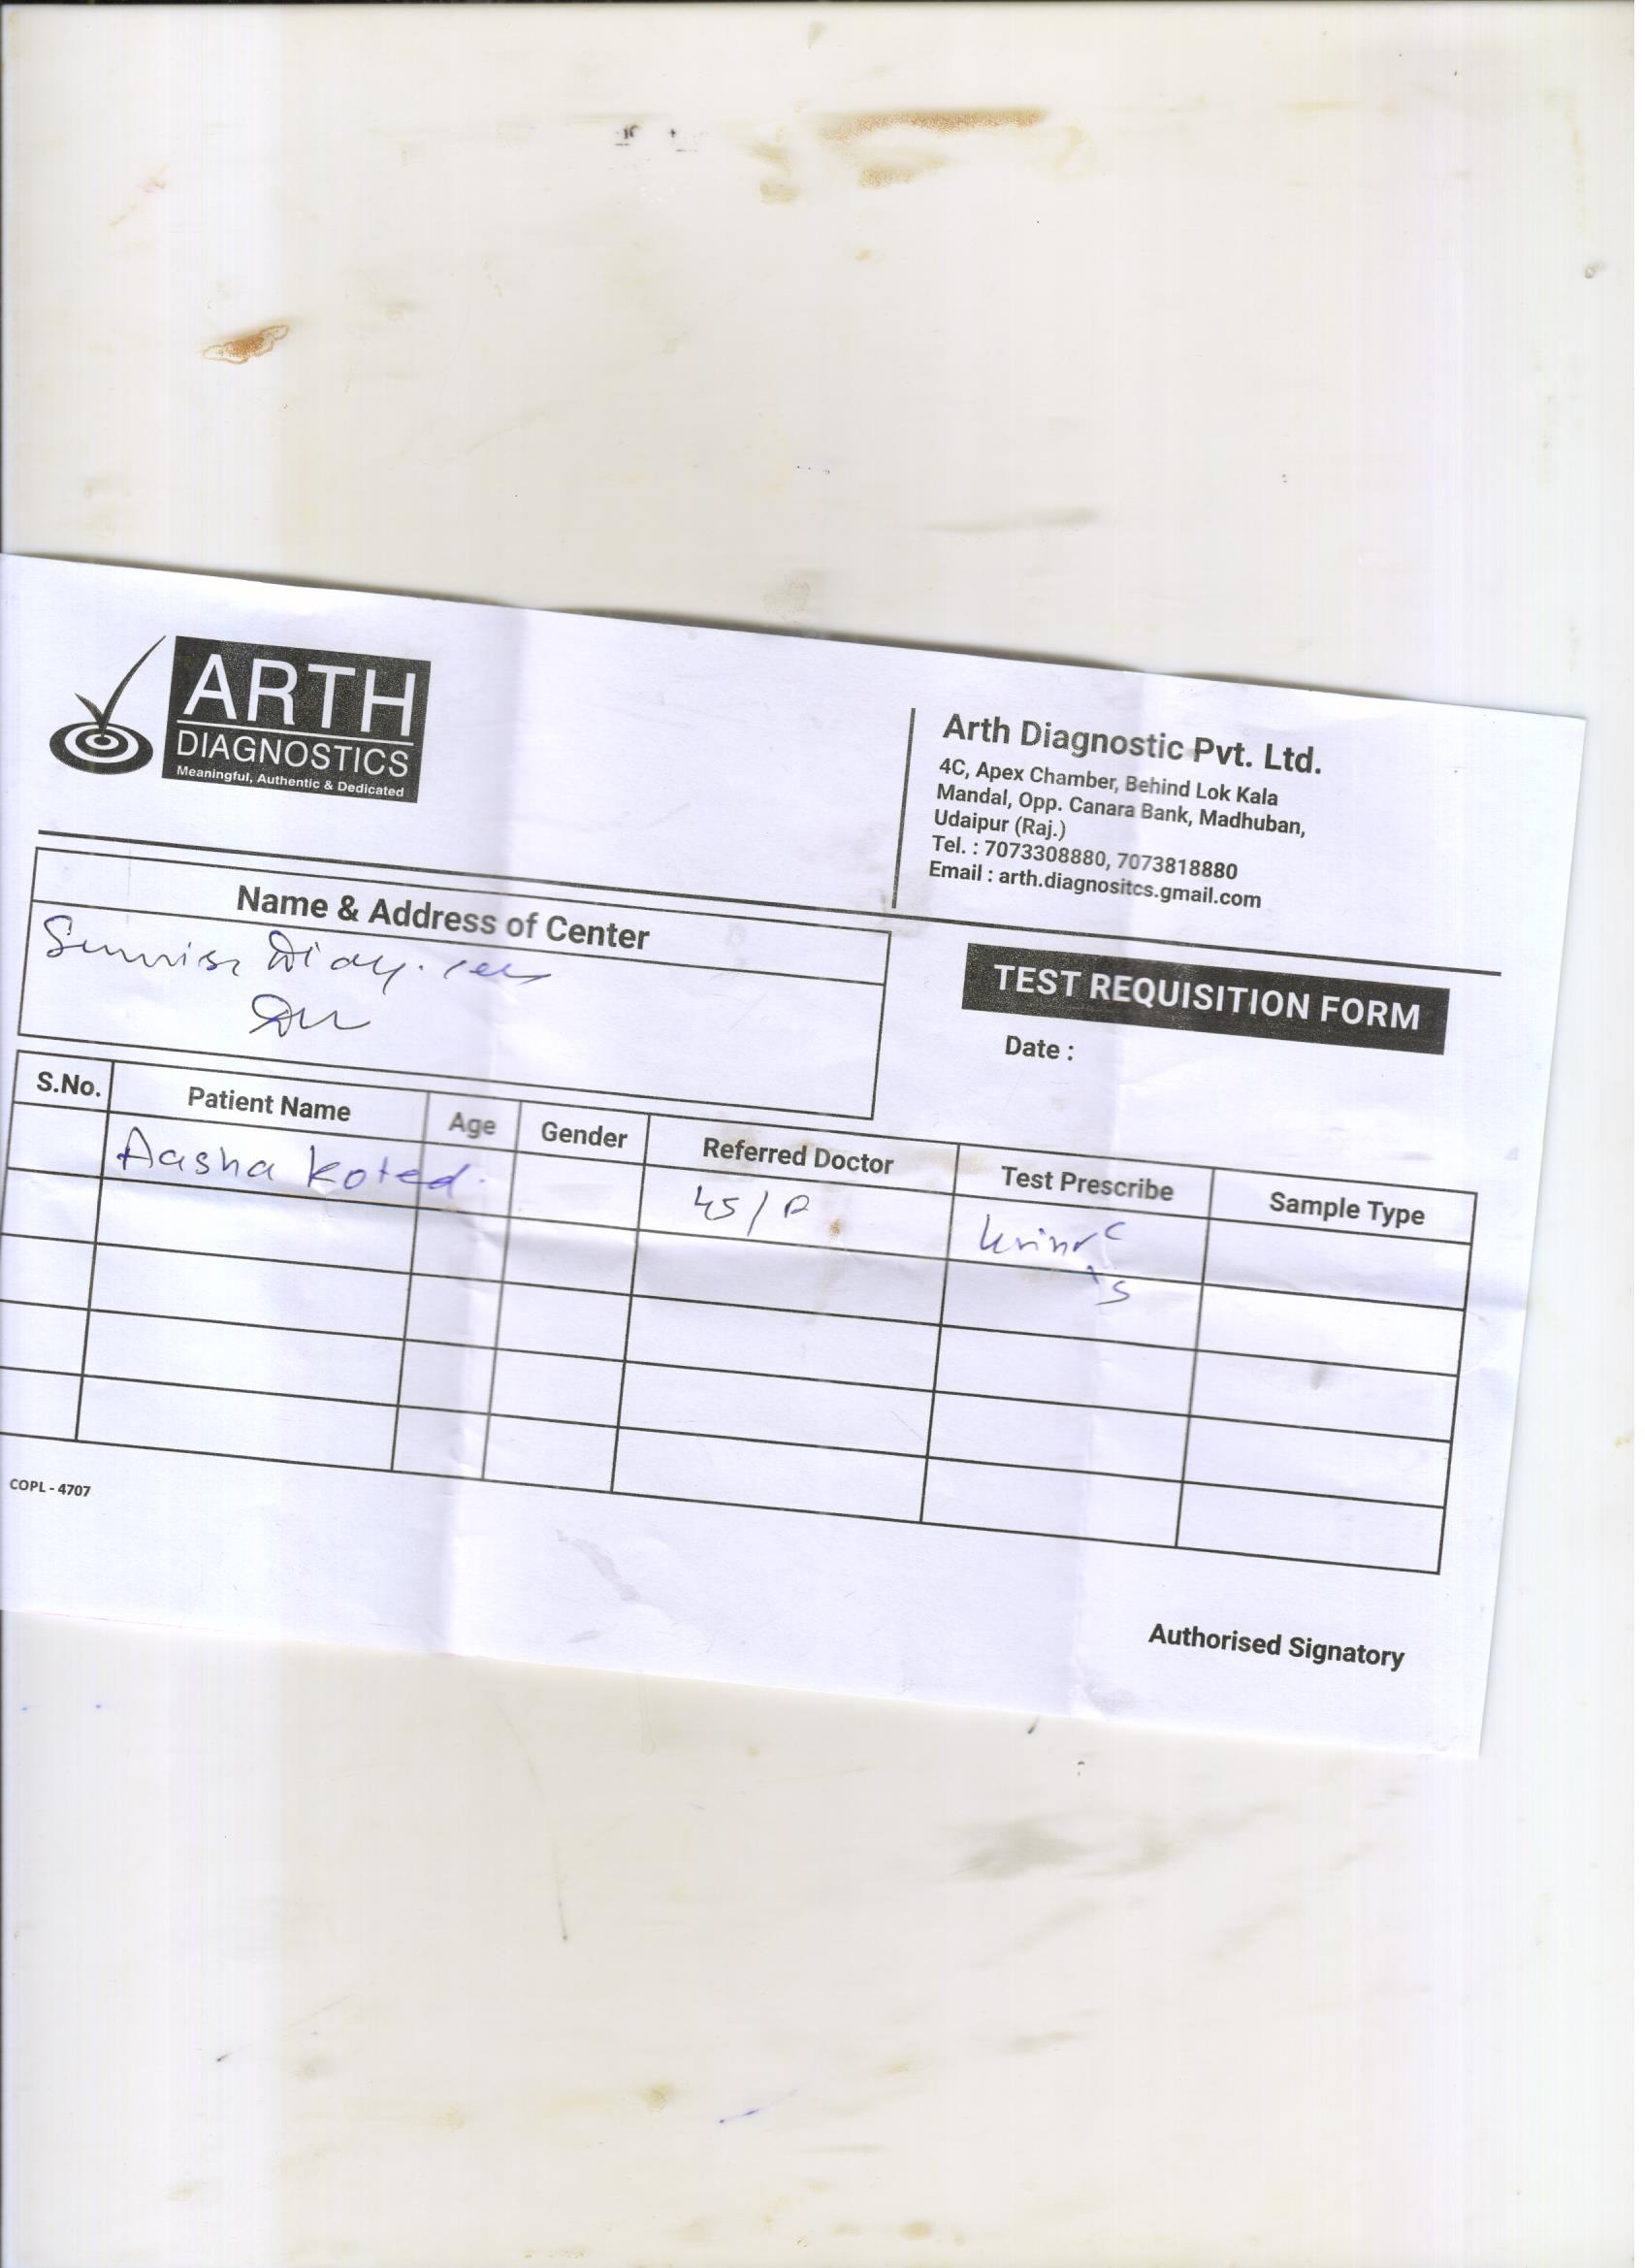 ARTH
DIAGNOSTICS
Meaningful, Authentic & Dedicated
Arth Diagnostic Pvt. Ltd.
4C, Apex Chamber, Behind Lok Kala
Mandal, Opp. Canara Bank, Madhuban,
Udaipur (Raj.)
Tel. : 7073308880, 7073818880
Email : arth.diagnositcs.gmail.com
Name & Address of Center
TEST REQUISITION FORM
Date :
S.No. Patient Name Age Gender Referred Doctor Test Prescribe Sample Type
Aasha Koted. 45/
COPL - 4707
Authorised Signatory